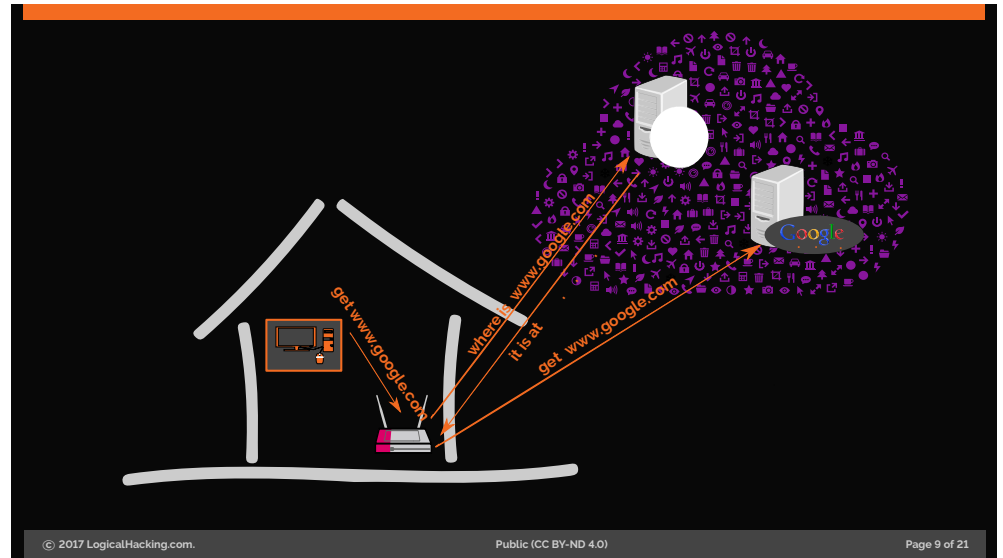 get www.google.com
where is www.google.com
it is at
get www.google.com
Google
© 2017 LogicalHacking.com.
Public (CC BY-ND 4.0)
Page 9 of 21